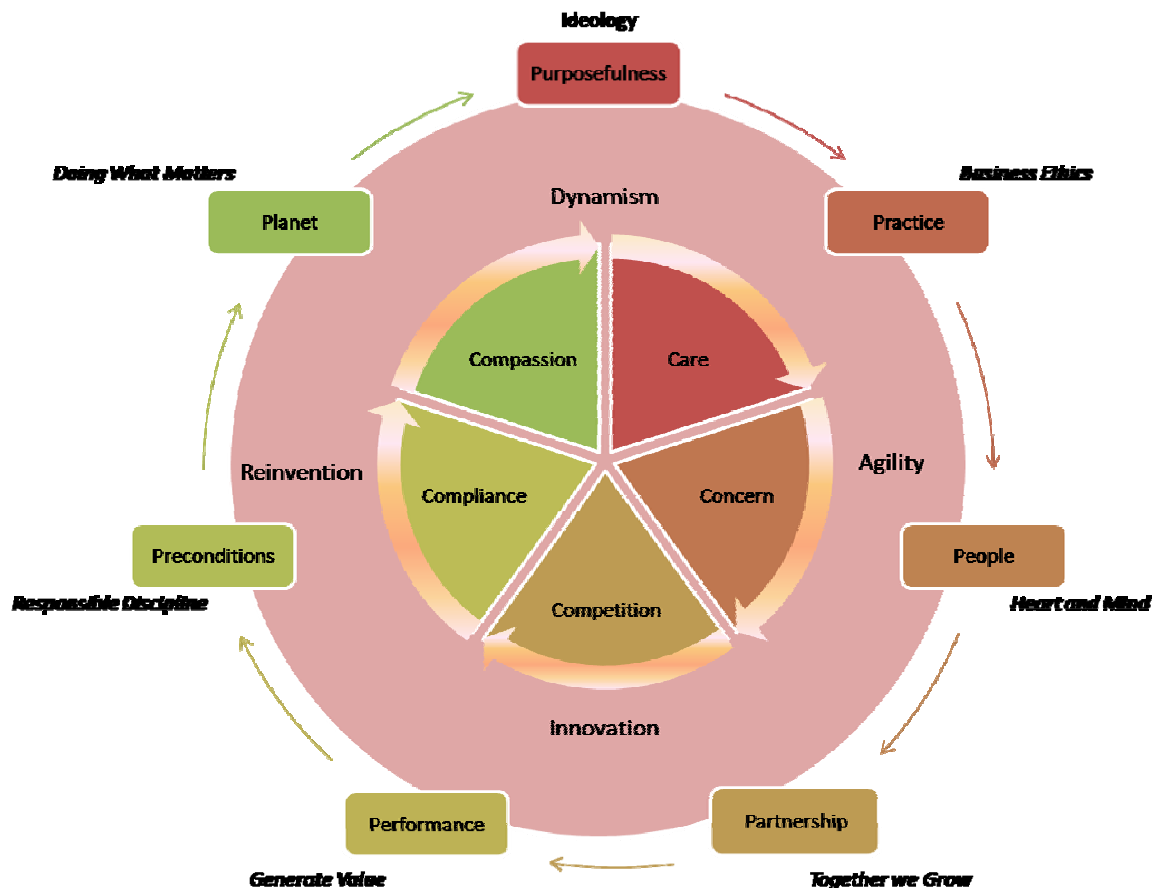 Ideology
Purposefulness
Doing What Matters
Business Ethics
Planet
Dynamism
Practice
Compassion
Care
Reinvention
Agility
Compliance
Concern
Preconditions
People
Responsible Discipline
Heart and Mind
Competition
Innovation
Performance
Partnership
Generate Value
Together we Grow